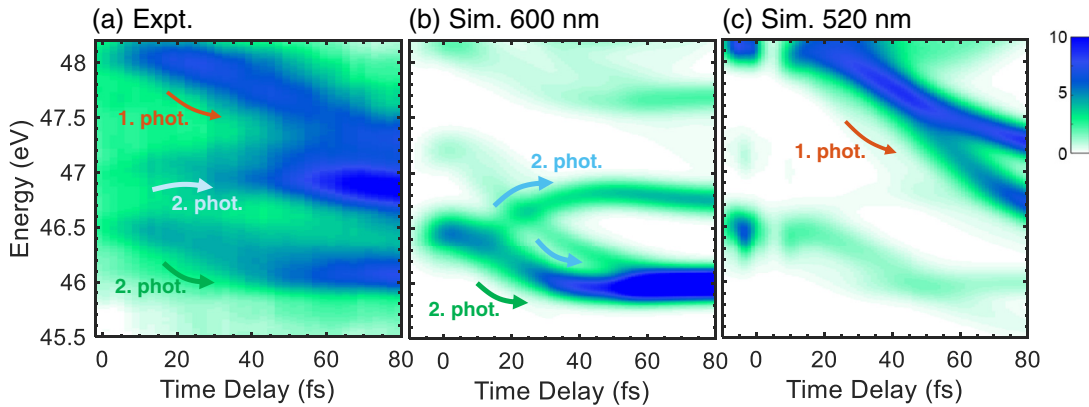 (a) Expt.
(b) Sim. 600 nm
(c) Sim. 520 nm
Energy (eV)
48
47.5
47
46.5
46
45.5
1. phot.
2. phot.
2. phot.
2. phot.
2. phot.
1. phot.
10
5
0
0 20 40 60 80
0 20 40 60 80
0 20 40 60 80
Time Delay (fs)
Time Delay (fs)
Time Delay (fs)